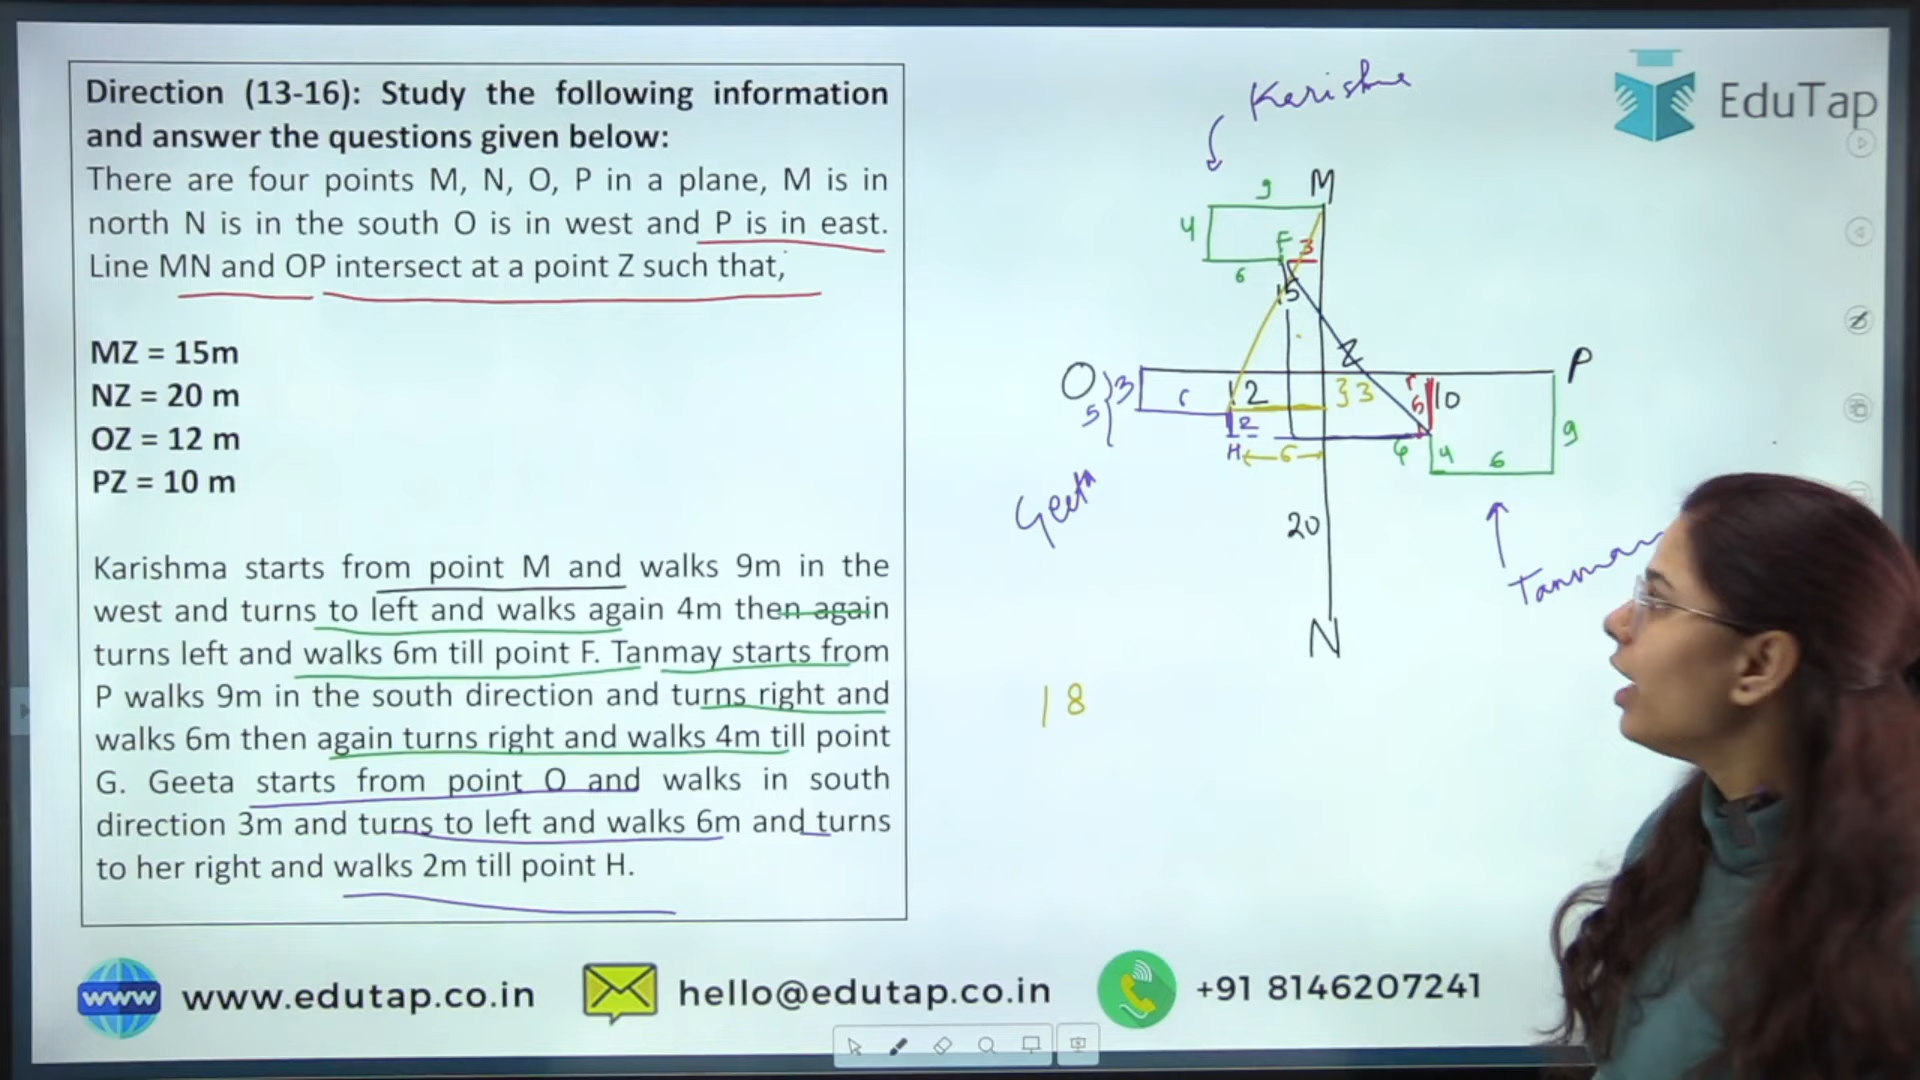 Direction (13-16): Study the following information
and answer the questions given below:
There are four points M, N, O, P in a plane, M is in
north N is in the south O is in west and P is in east.
Line MN and OP intersect at a point Z such that,
MZ = 15m
NZ = 20 m
OZ = 12 m
PZ = 10 m
Karishma starts from point M and walks 9m in the
west and turns to left and walks again 4m then again
turns left and walks 6m till point F. Tanmay starts from
P walks 9m in the south direction and turns right and
walks 6m then again turns right and walks 4m till point
G. Geeta starts from point O and walks in south
direction 3m and turns to left and walks 6m and turns
to her right and walks 2m till point H.
EduTap
Karishma
9 M
4 F 3
6
15
Z
O P
3 12 3 10
5 6 9
2
H 6 4 6
Geeta
20
Tanmay
N
18
www www.edutap.co.in
hello@edutap.co.in
+91 8146207241